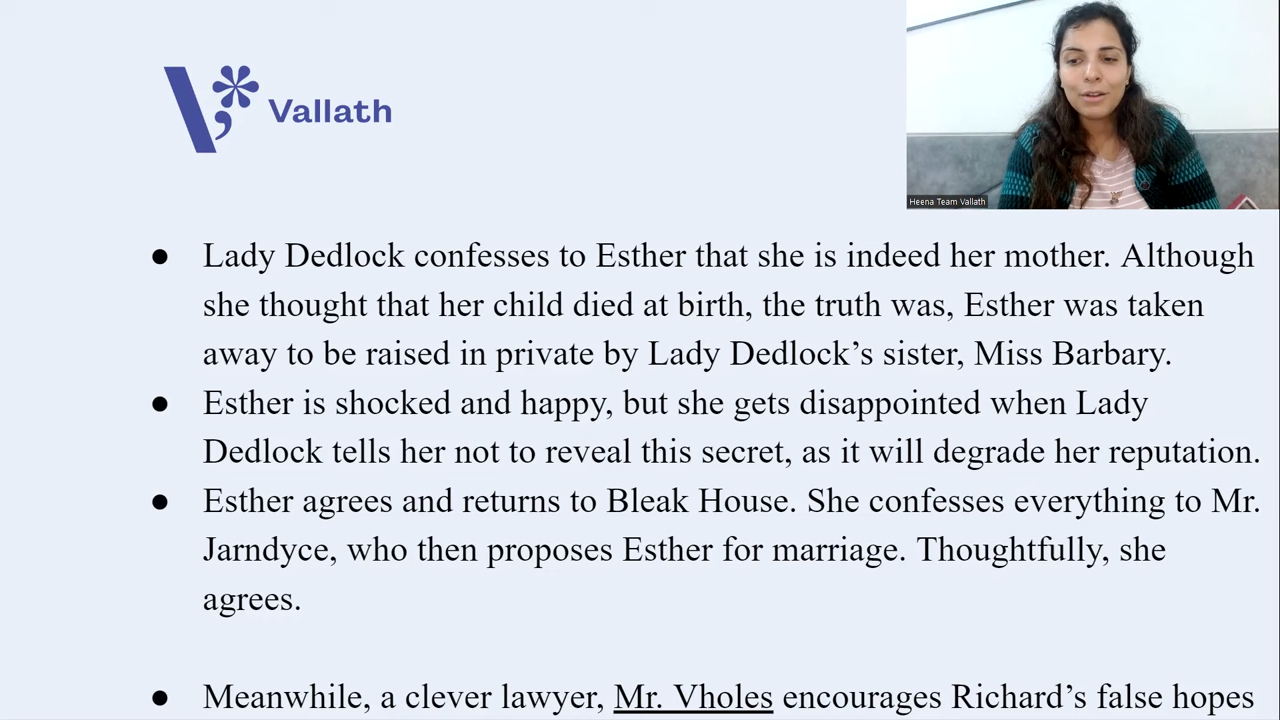 Vallath
Heena Team Vallath
● Lady Dedlock confesses to Esther that she is indeed her mother. Although
she thought that her child died at birth, the truth was, Esther was taken
away to be raised in private by Lady Dedlock’s sister, Miss Barbary.
● Esther is shocked and happy, but she gets disappointed when Lady
Dedlock tells her not to reveal this secret, as it will degrade her reputation.
● Esther agrees and returns to Bleak House. She confesses everything to Mr.
Jarndyce, who then proposes Esther for marriage. Thoughtfully, she
agrees.
● Meanwhile, a clever lawyer, Mr. Vholes encourages Richard’s false hopes